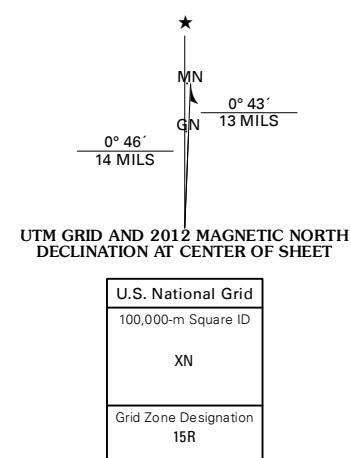 ★
MN
0° 43´
13 MILS
GN
0° 46´
14 MILS
UTM GRID AND 2012 MAGNETIC NORTH
DECLINATION AT CENTER OF SHEET
U.S. National Grid
100,000-m Square ID
XN
Grid Zone Designation
15R